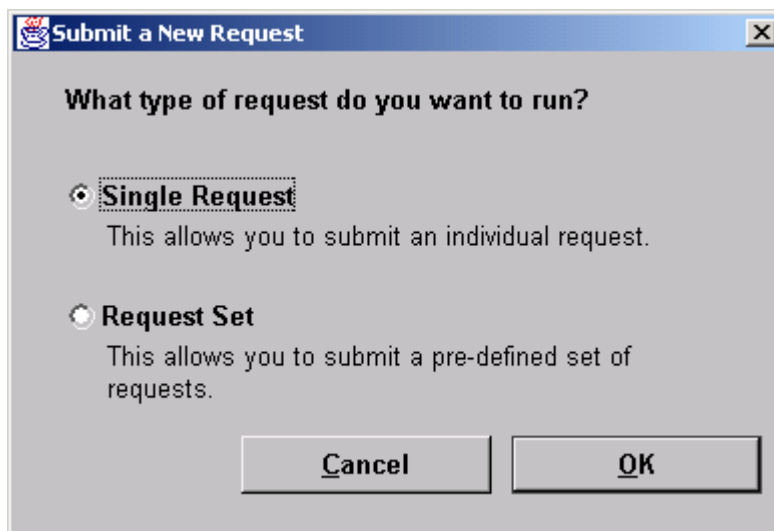 Submit a New Request
What type of request do you want to run?
Single Request
This allows you to submit an individual request.
Request Set
This allows you to submit a pre-defined set of
requests.
Cancel
OK